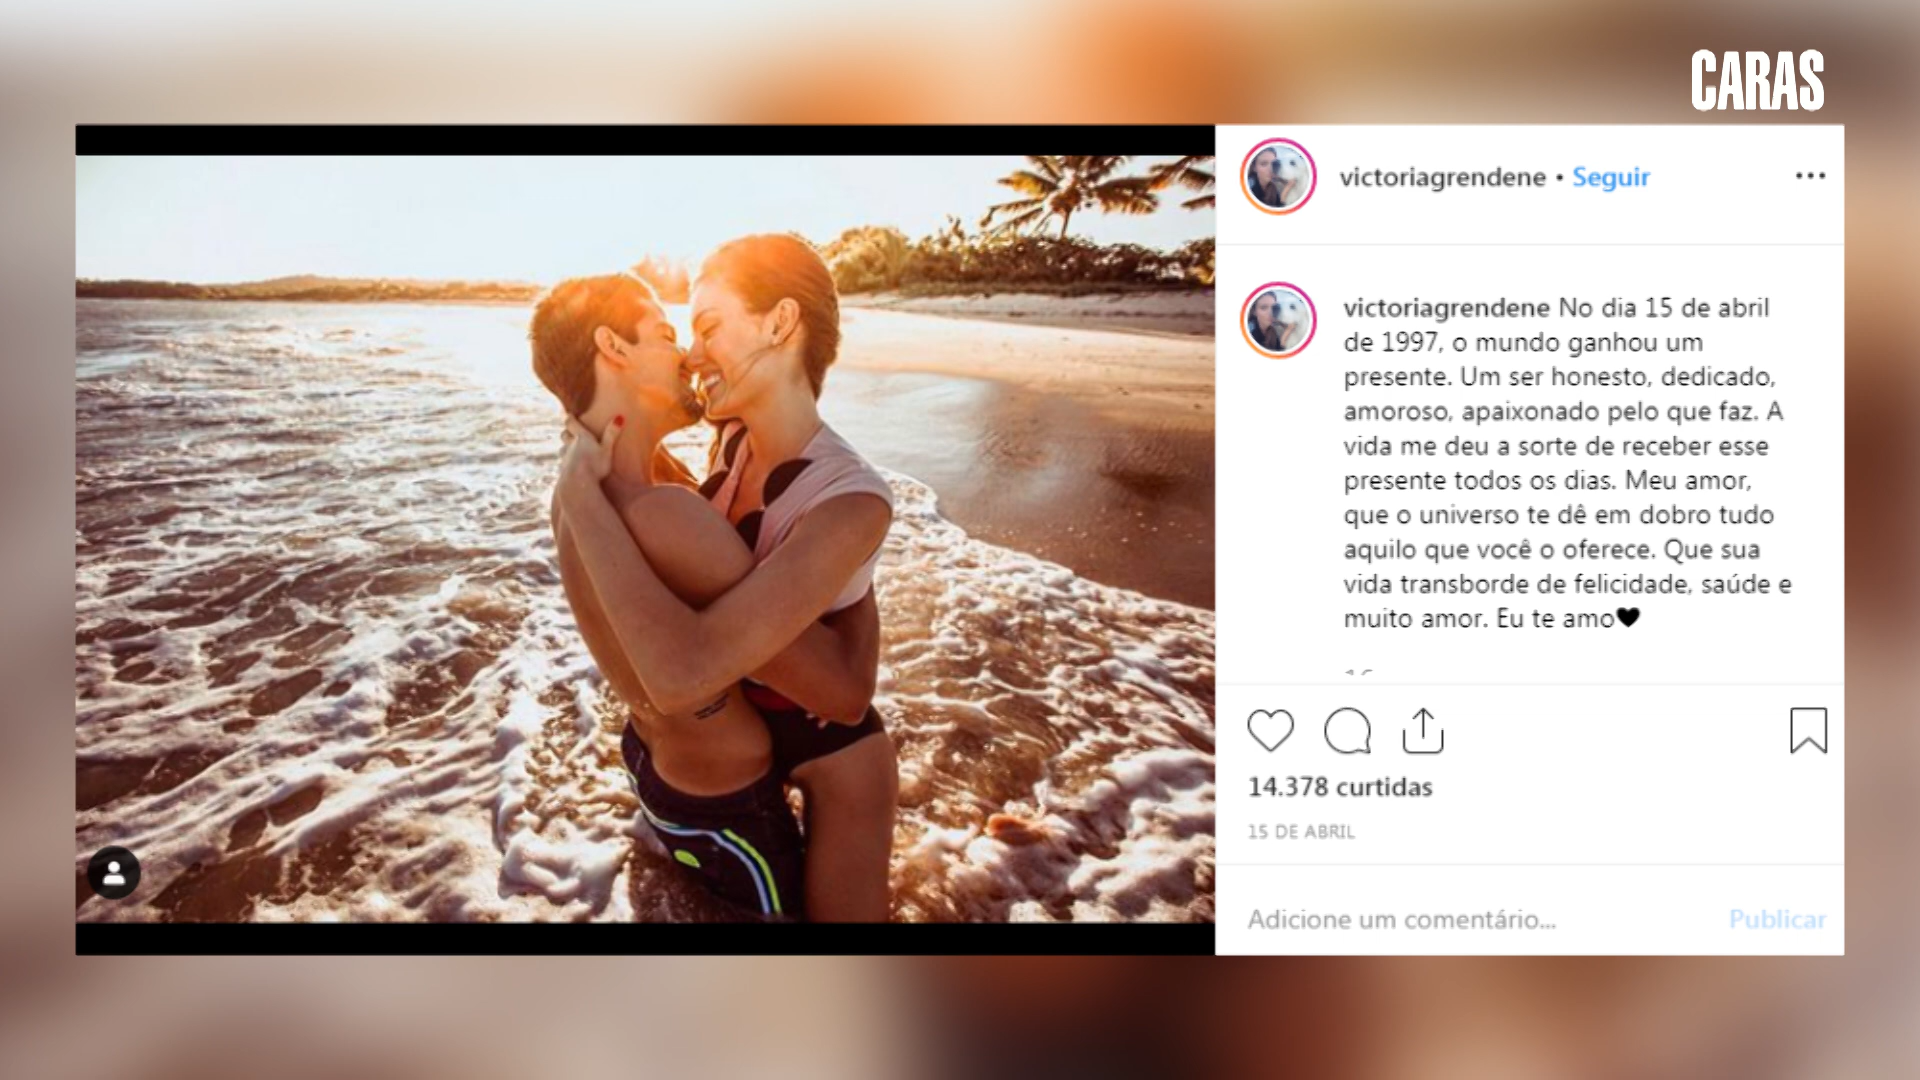 CARAS
victoriagrendene • Seguir
victoriagrendene No dia 15 de abril
de 1997, o mundo ganhou um
presente. Um ser honesto, dedicado,
amoroso, apaixonado pelo que faz. A
vida me deu a sorte de receber esse
presente todos os dias. Meu amor,
que o universo te dê em dobro tudo
aquilo que você o oferece. Que sua
vida transborde de felicidade, saúde e
muito amor. Eu te amo🖤
14.378 curtidas
15 DE ABRIL
Adicione um comentário...
Publicar